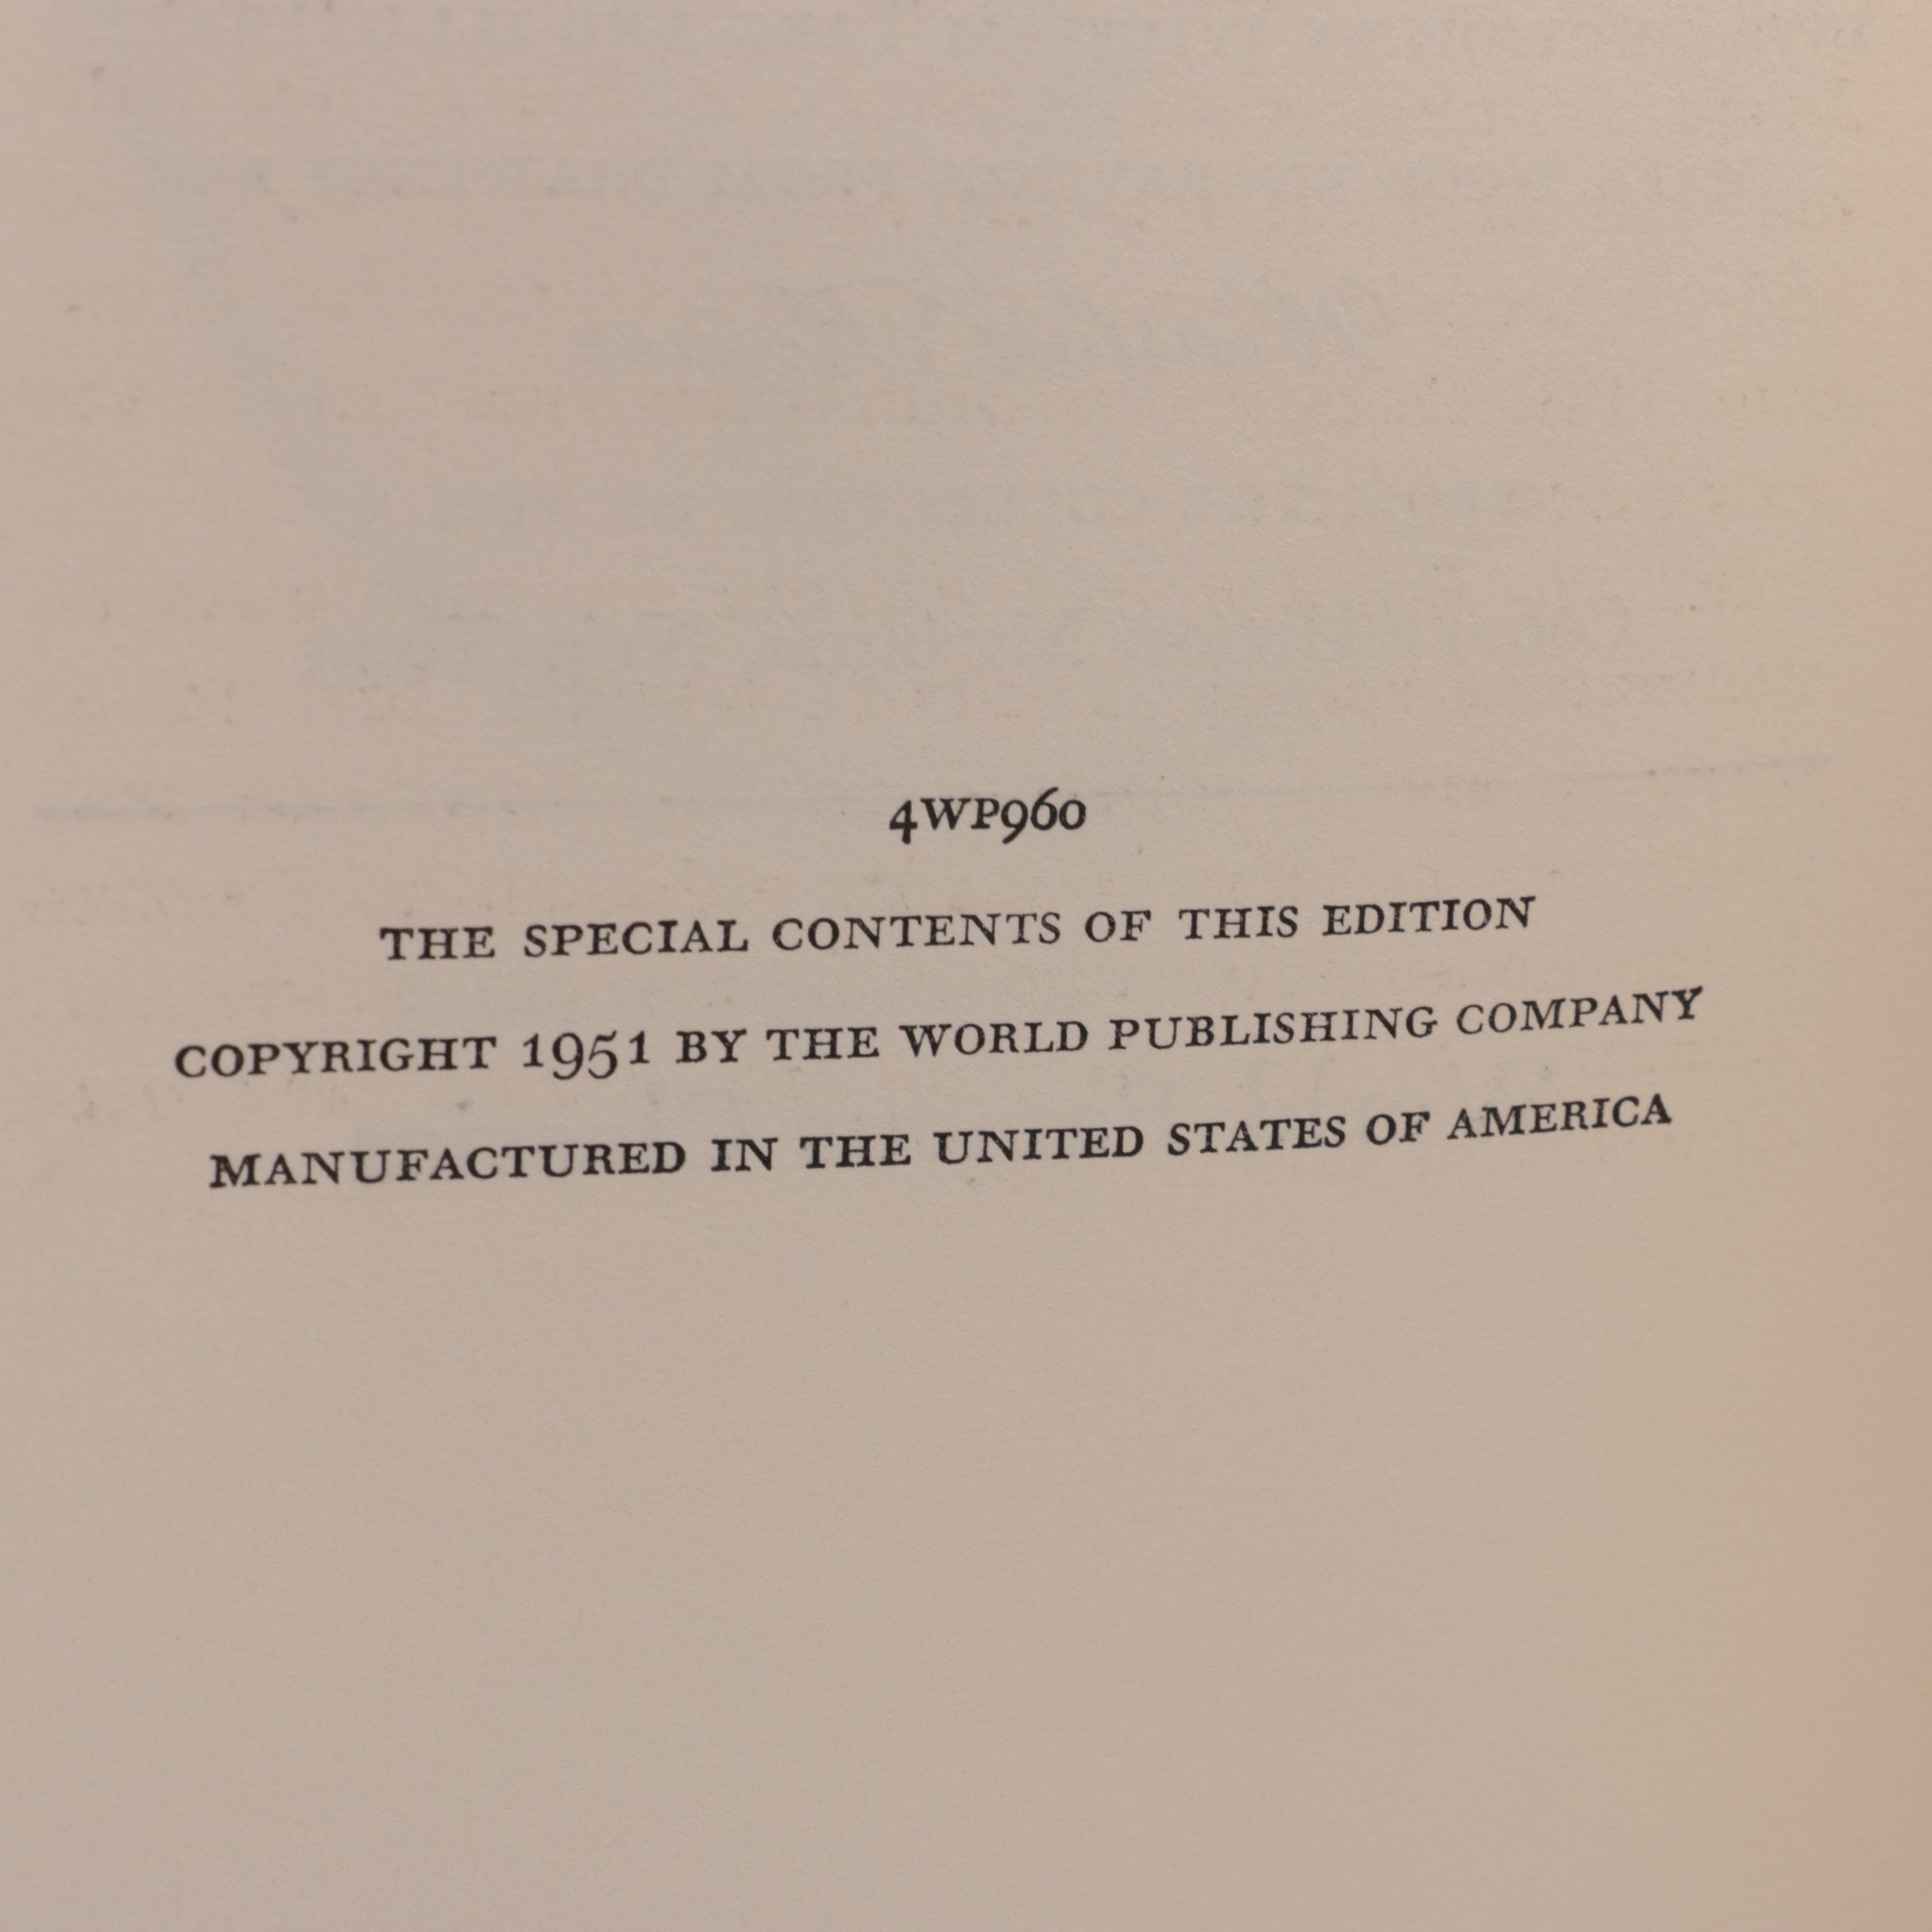 4WP960
THE SPECIAL CONTENTS OF THIS EDITION
COPYRIGHT 1951 BY THE WORLD PUBLISHING COMPANY
MANUFACTURED IN THE UNITED STATES OF AMERICA